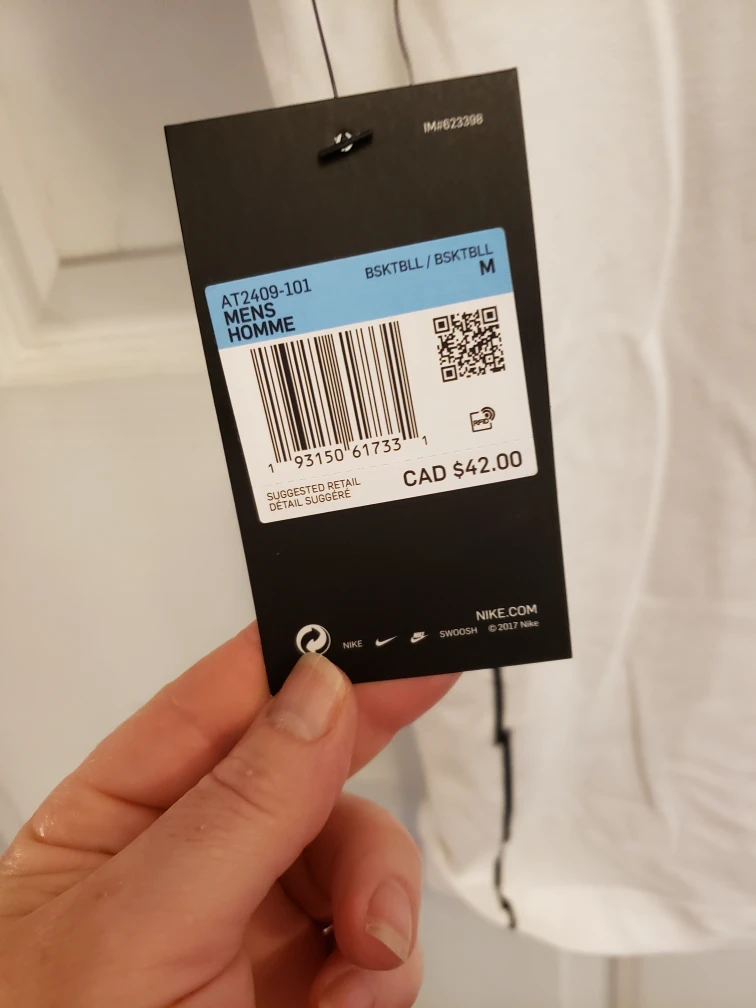 IM#623398
BSKTBLL / BSKTBLL
AT2409-101 M
MENS
HOMME
1 93150 61733 1
RFID
SUGGESTED RETAIL
DÉTAIL SUGGÉRÉ
CAD $42.00
NIKE.COM
NIKE SWOOSH ©2017 Nike